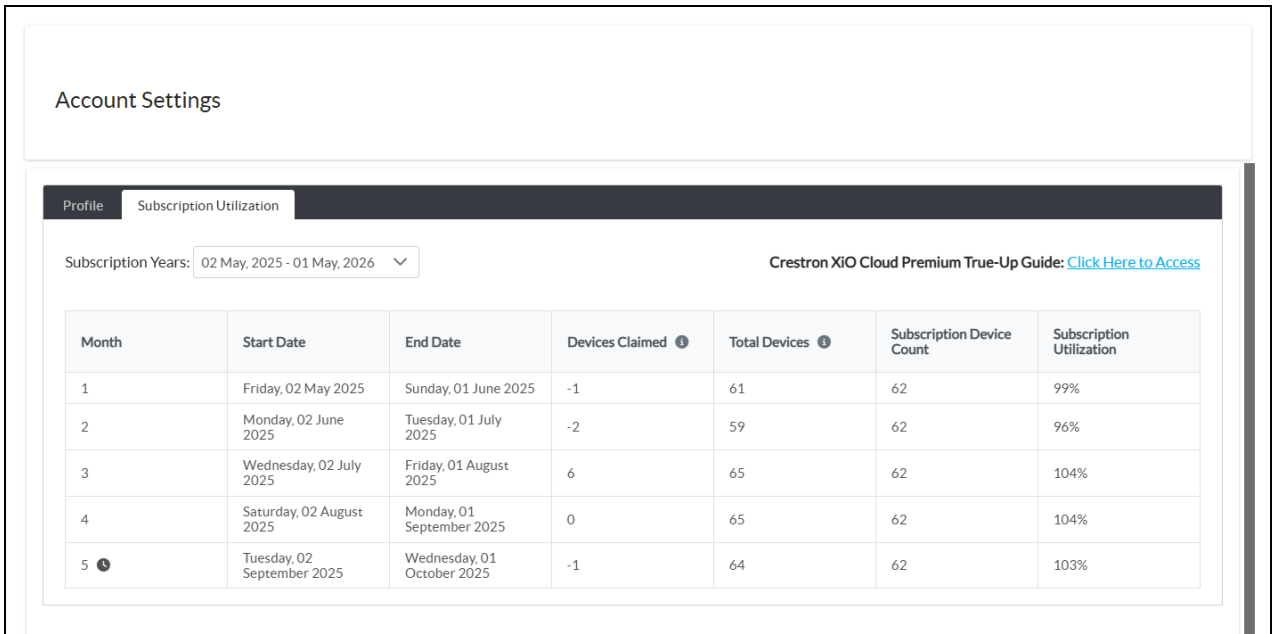 Account Settings
Profile
Subscription Utilization
Subscription Years: 02 May, 2025 - 01 May, 2026
Crestron XiO Cloud Premium True-Up Guide: Click Here to Access
Month Start Date End Date Devices Claimed Total Devices Subscription Device Count Subscription Utilization
1 Friday, 02 May 2025 Sunday, 01 June 2025 -1 61 62 99%
2 Monday, 02 June 2025 Tuesday, 01 July 2025 -2 59 62 96%
3 Wednesday, 02 July 2025 Friday, 01 August 2025 6 65 62 104%
4 Saturday, 02 August 2025 Monday, 01 September 2025 0 65 62 104%
5 Tuesday, 02 September 2025 Wednesday, 01 October 2025 -1 64 62 103%